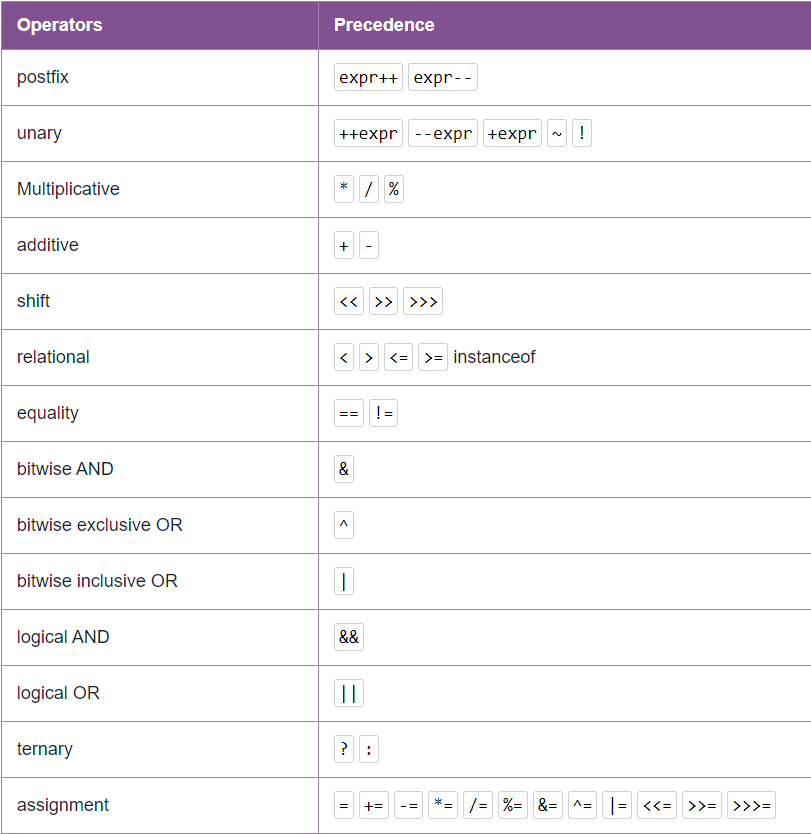 Operators Precedence
postfix expr++ expr--
unary ++expr --expr +expr ~ !
Multiplicative * / %
additive + -
shift << >> >>>
relational < > <= >= instanceof
equality == !=
bitwise AND &
bitwise exclusive OR ^
bitwise inclusive OR |
logical AND &&
logical OR ||
ternary ? :
assignment = += -= *= /= %= &= ^= |= <<= >>= >>>=